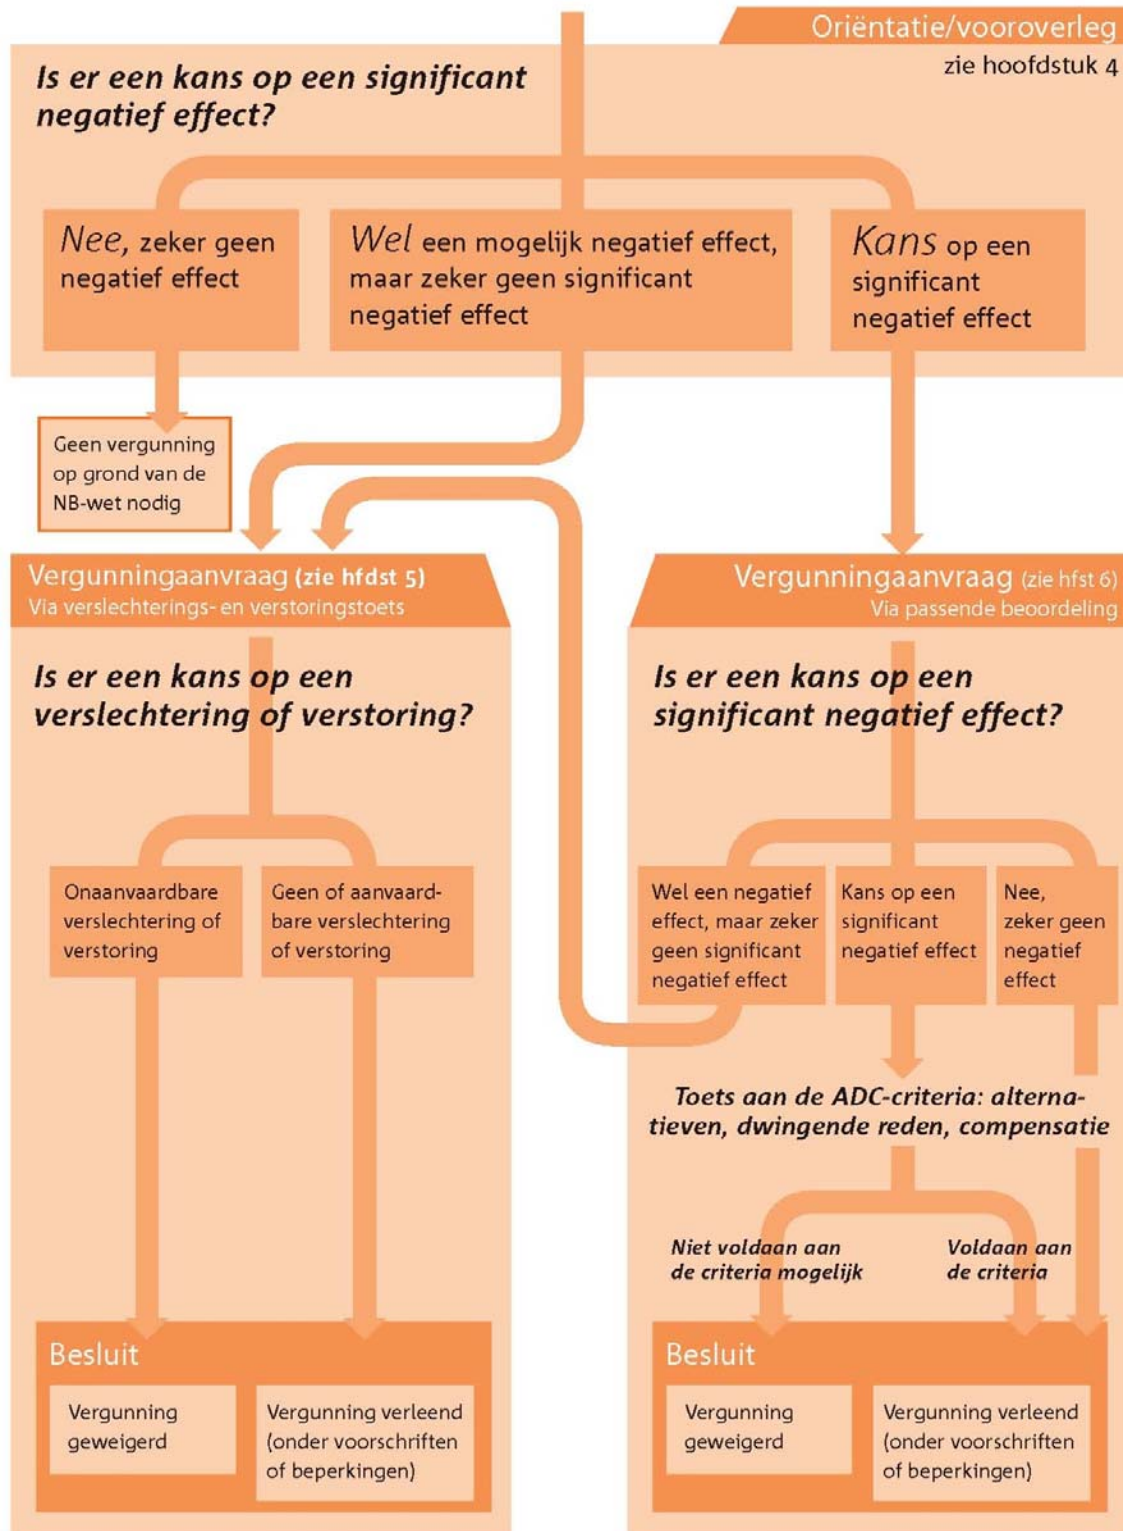 Oriëntatie/vooroverleg
zie hoofdstuk 4
Is er een kans op een significant
negatief effect?
Nee, zeker geen
negatief effect
Wel een mogelijk negatief effect,
maar zeker geen significant
negatief effect
Kans op een
significant
negatief effect
Geen vergunning
op grond van de
NB-wet nodig
Vergunningaanvraag (zie hfdst 5)
Via verslechterings- en verstoringstoets
Is er een kans op een
verslechtering of verstoring?
Onaanvaardbare
verslechtering of
verstoring
Geen of aanvaard-
bare verslechtering
of verstoring
Besluit
Vergunning
geweigerd
Vergunning verleend
(onder voorschriften
of beperkingen)
Vergunningaanvraag (zie hfst 6)
Via passende beoordeling
Is er een kans op een
significant negatief effect?
Wel een negatief
effect, maar zeker
geen significant
negatief effect
Kans op een
significant
negatief effect
Nee,
zeker geen
negatief
effect
Toets aan de ADC-criteria: alterna-
tieven, dwingende reden, compensatie
Niet voldaan aan
de criteria mogelijk
Voldaan aan
de criteria
Besluit
Vergunning
geweigerd
Vergunning verleend
(onder voorschriften
of beperkingen)